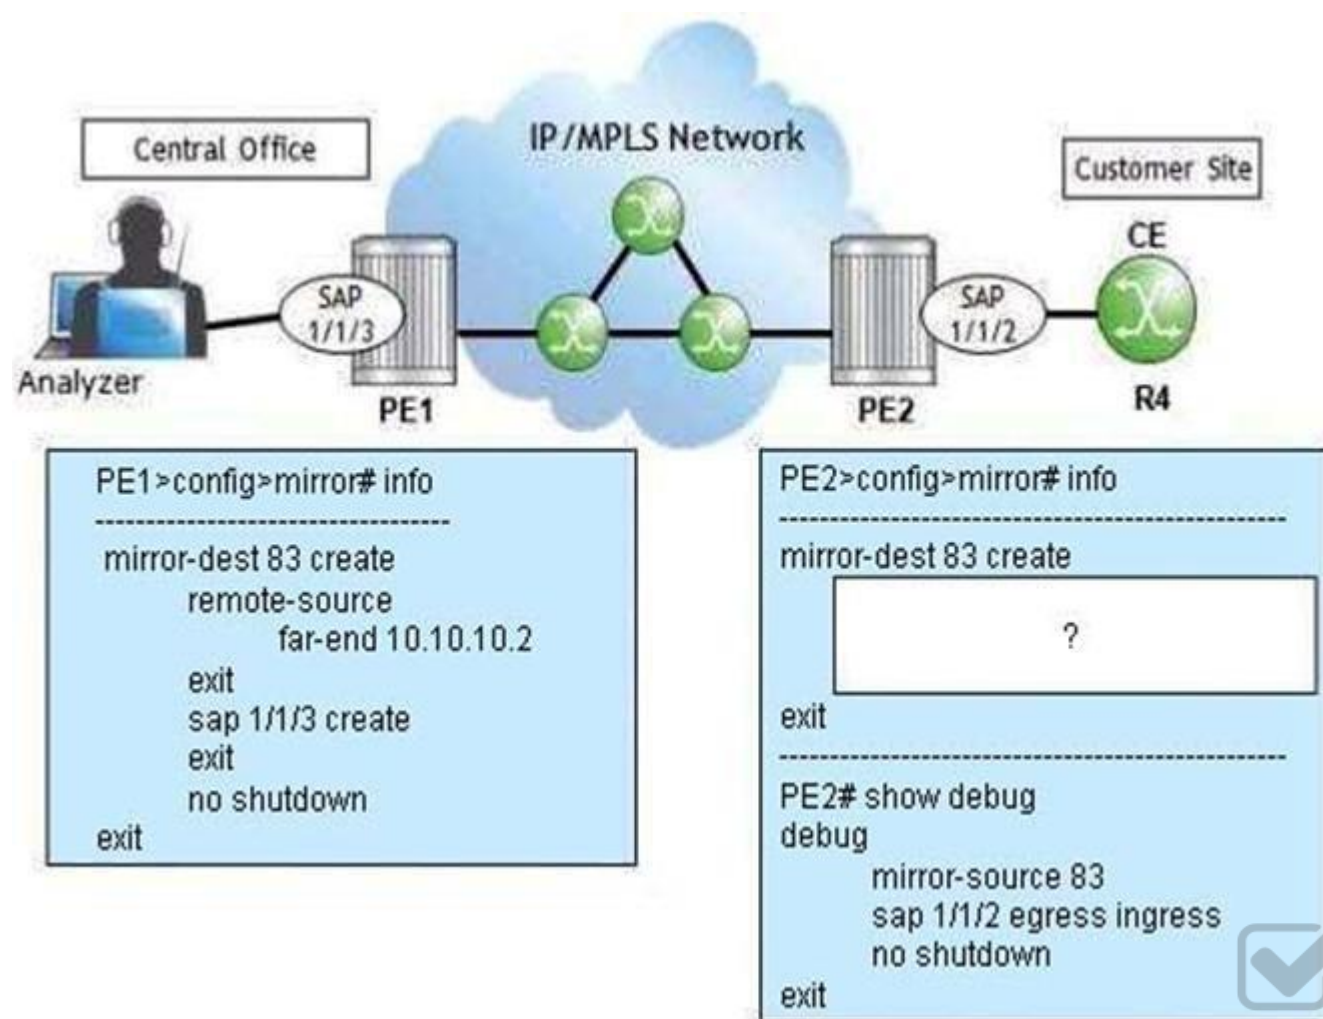 IP/MPLS Network
Central Office
Customer Site
CE
SAP
1/1/3
SAP
1/1/2
Analyzer
PE1
PE2
R4
PE1>config>mirror# info
----------------------------------
mirror-dest 83 create
remote-source
far-end 10.10.10.2
exit
sap 1/1/3 create
exit
no shutdown
exit
PE2>config>mirror# info
------------------------------------------------
mirror-dest 83 create
?
exit
------------------------------------------------
PE2# show debug
debug
mirror-source 83
sap 1/1/2 egress ingress
no shutdown
exit